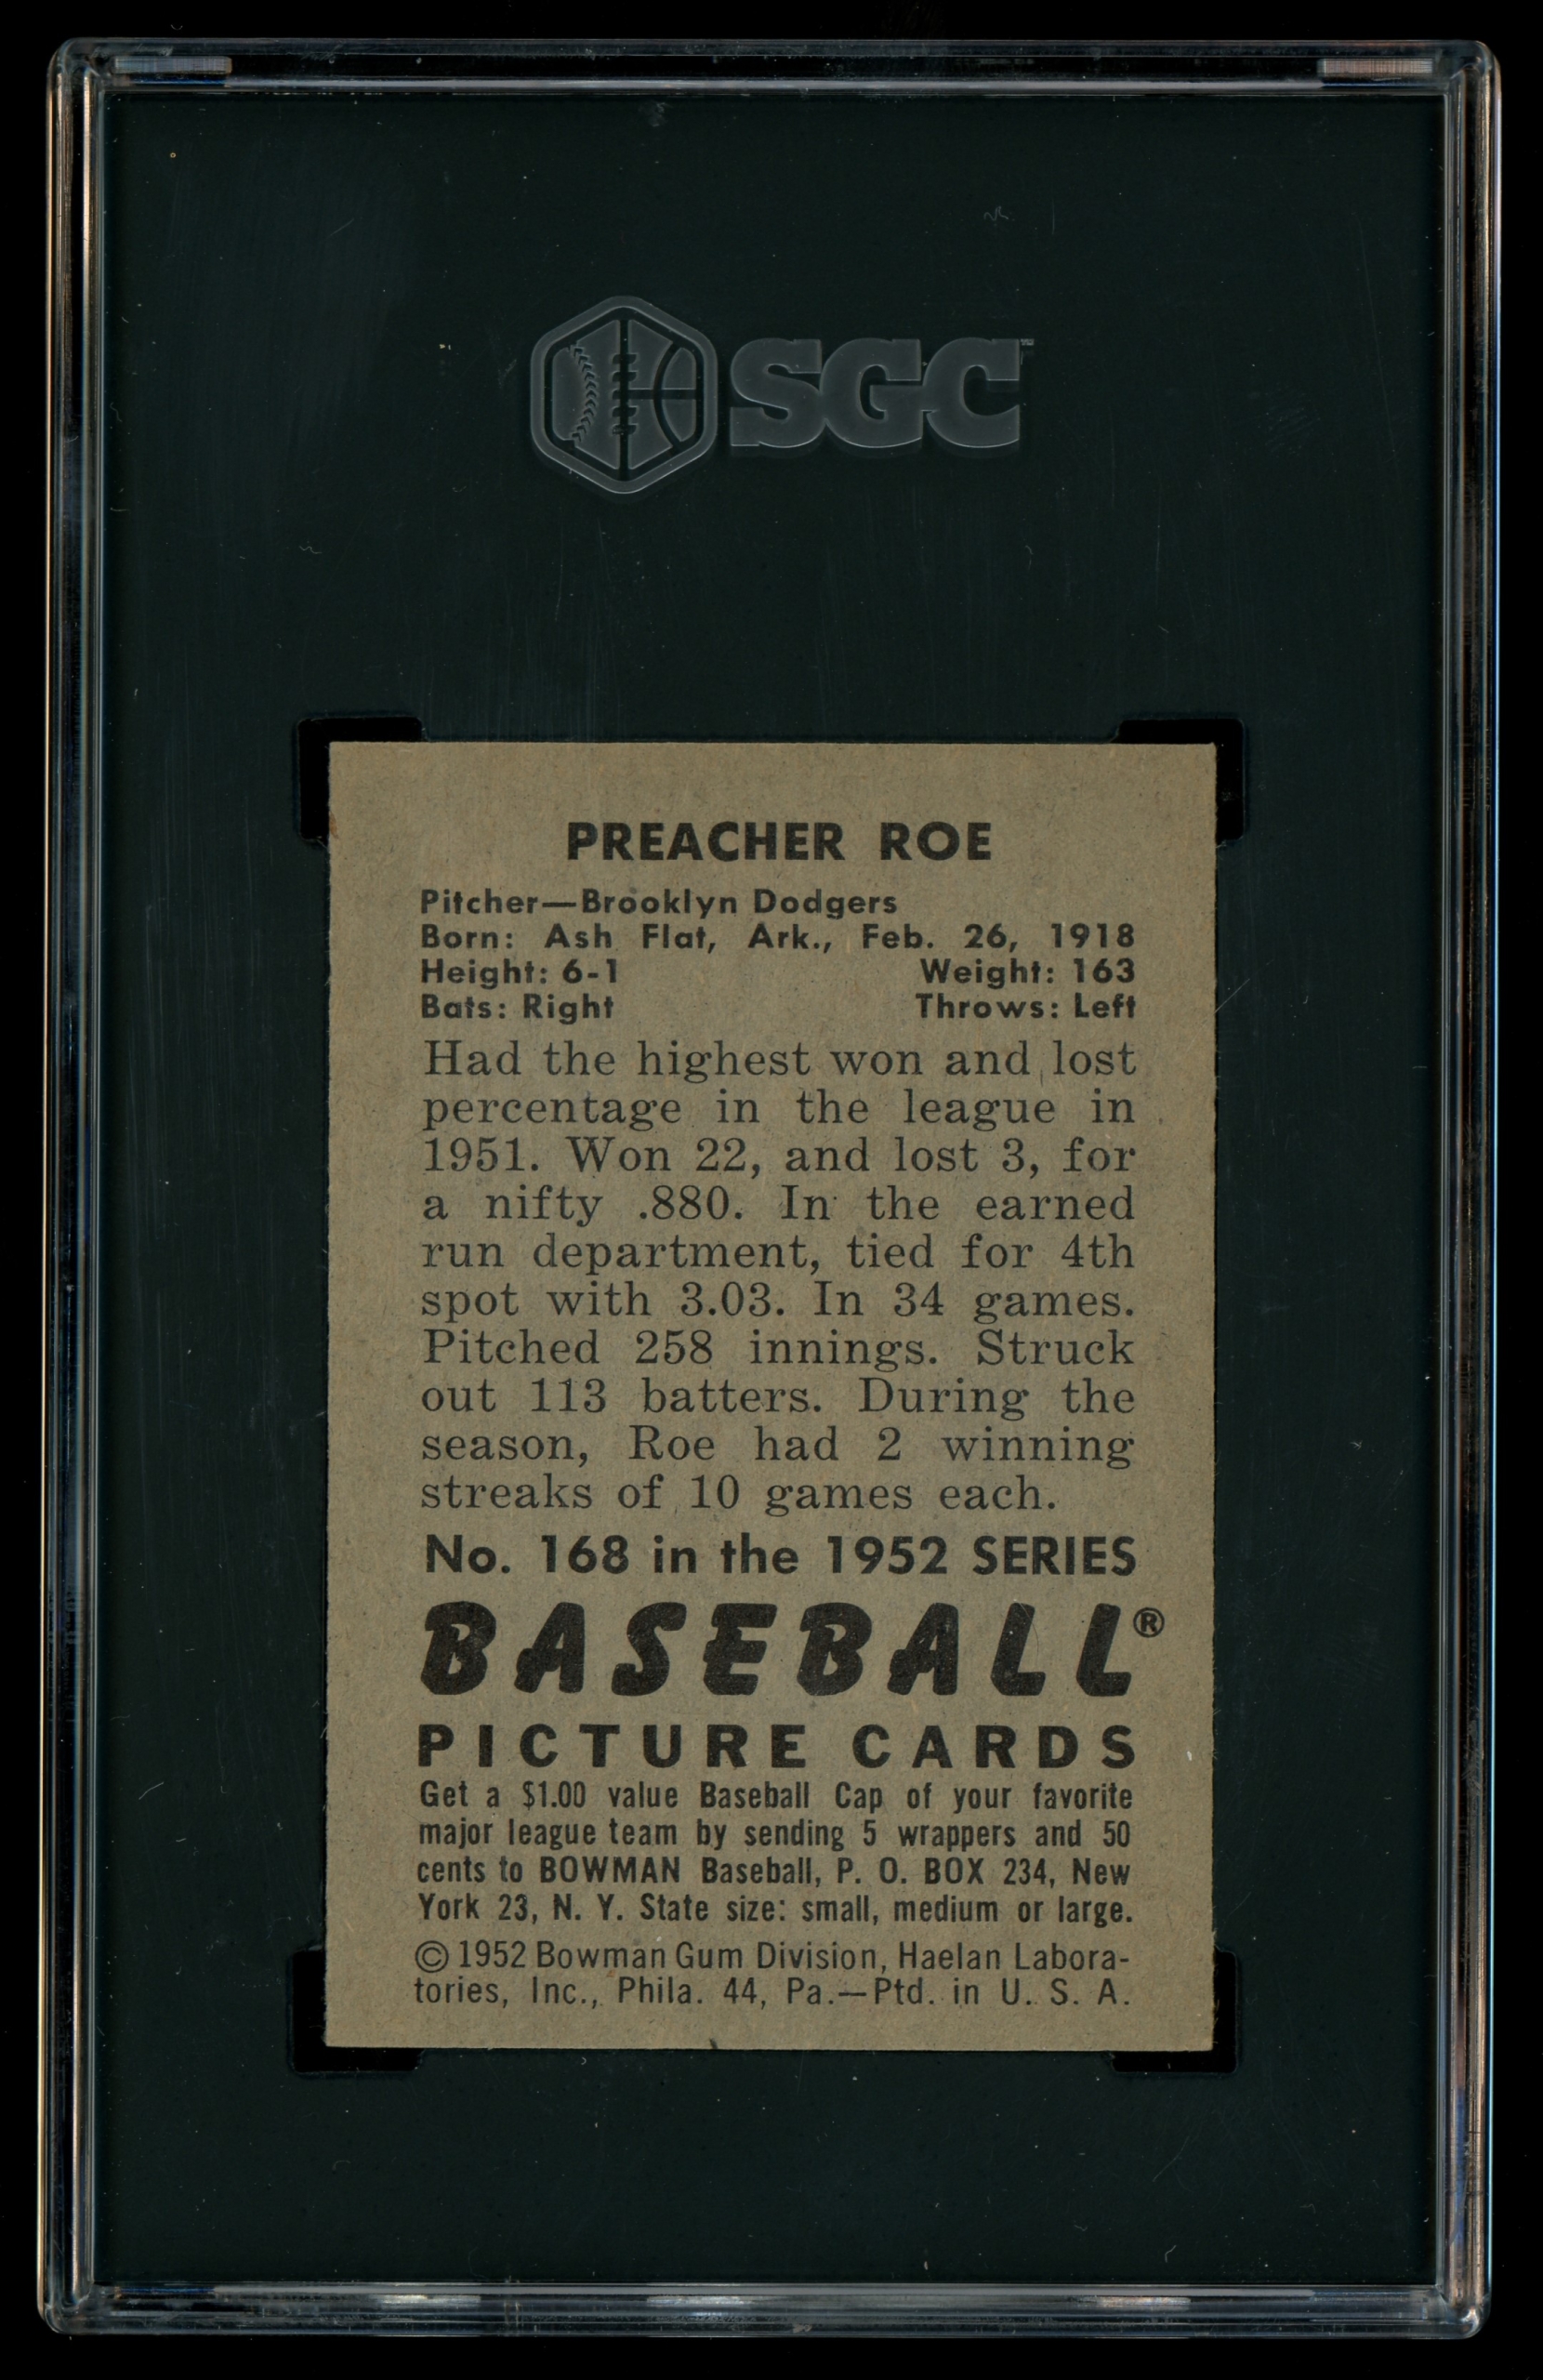 SGC™
PREACHER ROE
Pitcher—Brooklyn Dodgers
Born: Ash Flat, Ark., Feb. 26, 1918
Height: 6-1 Weight: 163
Bats: Right Throws: Left
Had the highest won and lost
percentage in the league in
1951. Won 22, and lost 3, for
a nifty .880. In the earned
run department, tied for 4th
spot with 3.03. In 34 games.
Pitched 258 innings. Struck
out 113 batters. During the
season, Roe had 2 winning
streaks of 10 games each.
No. 168 in the 1952 SERIES
BASEBALL®
PICTURE CARDS
Get a $1.00 value Baseball Cap of your favorite
major league team by sending 5 wrappers and 50
cents to BOWMAN Baseball, P. O. BOX 234, New
York 23, N. Y. State size: small, medium or large.
© 1952 Bowman Gum Division, Haelan Labora-
tories, Inc., Phila. 44, Pa.—Ptd. in U. S. A.